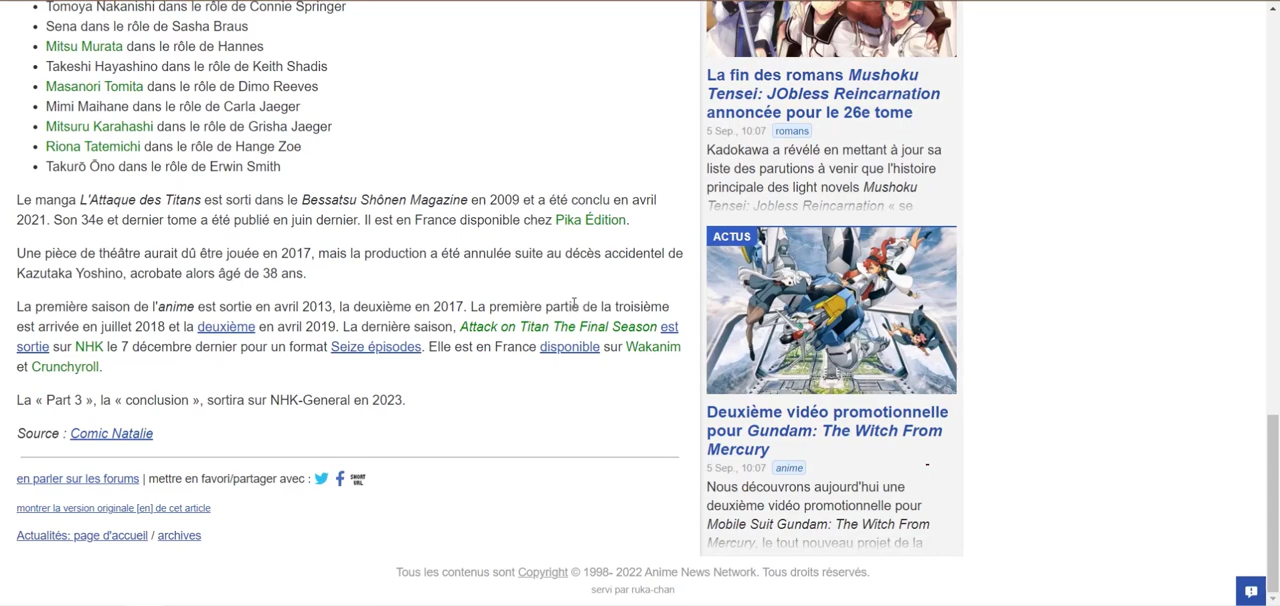 Tomoya Nakanishi dans le rôle de Connie Springer
Sena dans le rôle de Sasha Braus
Mitsu Murata dans le rôle de Hannes
Takeshi Hayashino dans le rôle de Keith Shadis
Masanori Tomita dans le rôle de Dimo Reeves
Mimi Maihane dans le rôle de Carla Jaeger
Mitsuru Karahashi dans le rôle de Grisha Jaeger
Riona Tatemichi dans le rôle de Hange Zoe
Takurō Ōno dans le rôle de Erwin Smith
Le manga L'Attaque des Titans est sorti dans le Bessatsu Shônen Magazine en 2009 et a été conclu en avril
2021. Son 34e et dernier tome a été publié en juin dernier. Il est en France disponible chez Pika Édition.
Une pièce de théâtre aurait dû être jouée en 2017, mais la production a été annulée suite au décès accidentel de
Kazutaka Yoshino, acrobate alors âgé de 38 ans.
La première saison de l'anime est sortie en avril 2013, la deuxième en 2017. La première partie de la troisième
est arrivée en juillet 2018 et la deuxième en avril 2019. La dernière saison, Attack on Titan The Final Season est
sortie sur NHK le 7 décembre dernier pour un format Seize épisodes. Elle est en France disponible sur Wakanim
et Crunchyroll.
La « Part 3 », la « conclusion », sortira sur NHK-General en 2023.
Source : Comic Natalie
en parler sur les forums | mettre en favori/partager avec : SHORT URL
montrer la version originale [en] de cet article
Actualités: page d'accueil / archives
La fin des romans Mushoku
Tensei: JObless Reincarnation
annoncée pour le 26e tome
5 Sep., 10:07 romans
Kadokawa a révélé en mettant à jour sa
liste des parutions à venir que l'histoire
principale des light novels Mushoku
Tensei: Jobless Reincarnation « se
ACTUS
Deuxième vidéo promotionnelle
pour Gundam: The Witch From
Mercury
5 Sep., 10:07 anime
Nous découvrons aujourd'hui une
deuxième vidéo promotionnelle pour
Mobile Suit Gundam: The Witch From
Mercury, le tout nouveau projet de la
Tous les contenus sont Copyright © 1998- 2022 Anime News Network. Tous droits réservés.
servi par ruka-chan